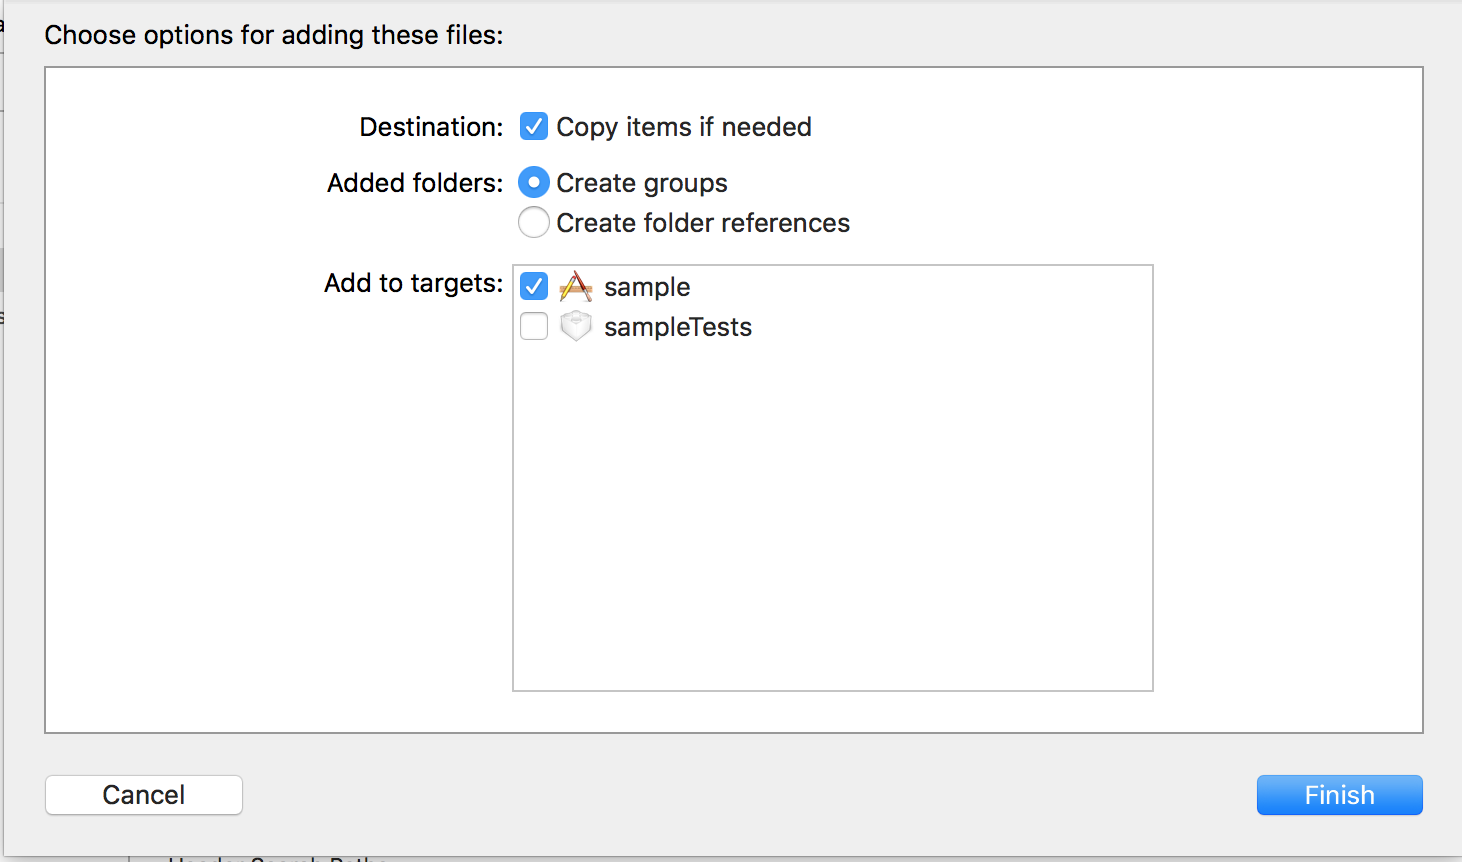 Choose options for adding these files:
Destination: Copy items if needed
Added folders: Create groups
Create folder references
Add to targets: sample
sampleTests
Cancel Finish